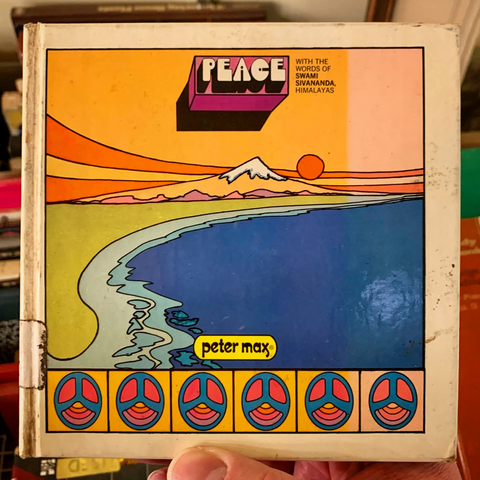 PEACE
WITH THE
WORDS OF
SWAMI
SIVANANDA,
HIMALAYAS
peter max